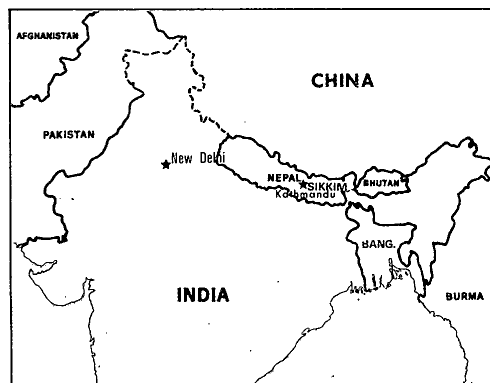 AFGHANISTAN
CHINA
PAKISTAN
New Delhi
NEPAL
SIKKIM
BHUTAN
Kathmandu
BANG.
INDIA
BURMA